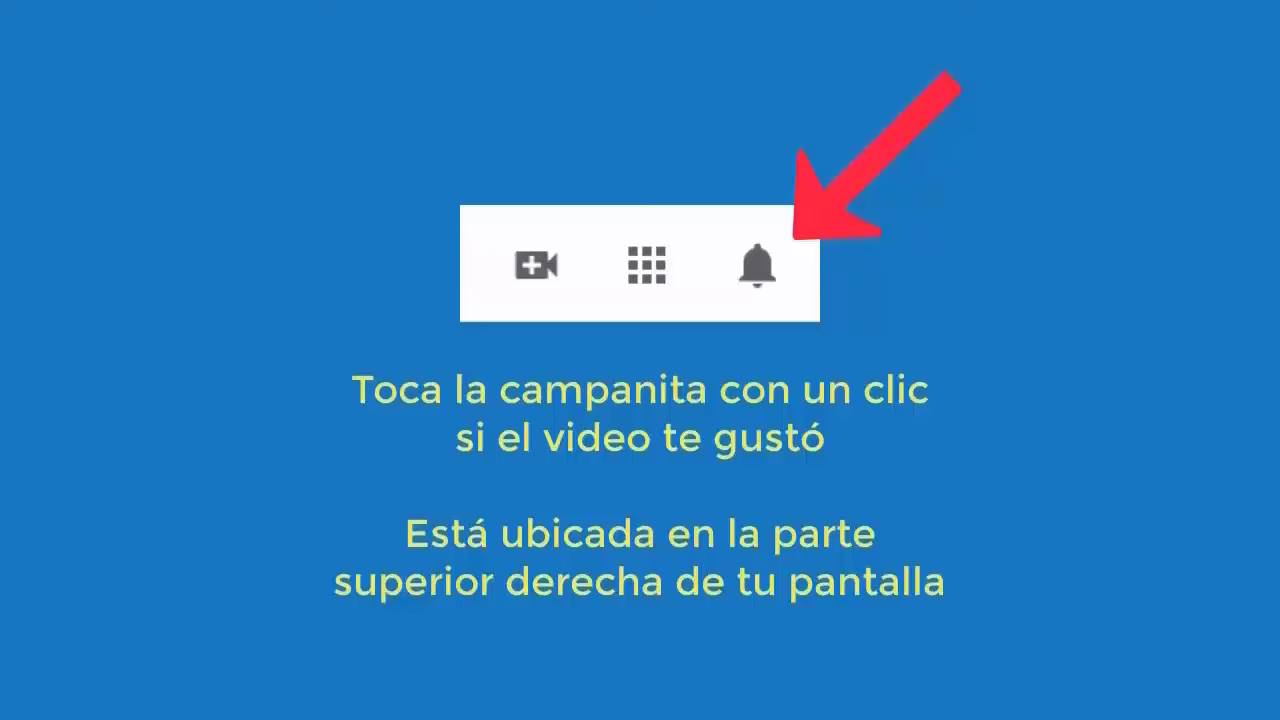 Toca la campanita con un clic
si el video te gustó
Está ubicada en la parte
superior derecha de tu pantalla